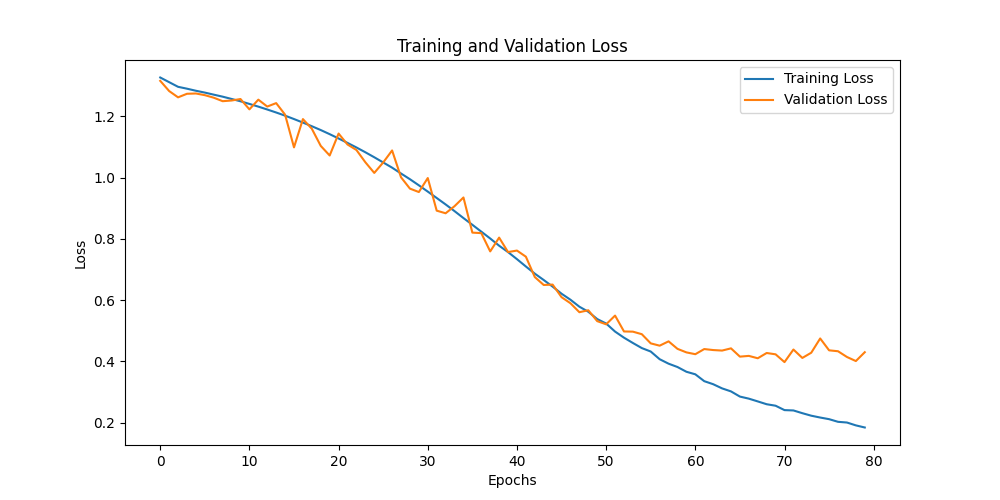 Training and Validation Loss
Training Loss
Validation Loss
1.2
1.0
0.8
0.6
0.4
0.2
Loss
0 10 20 30 40 50 60 70 80
Epochs